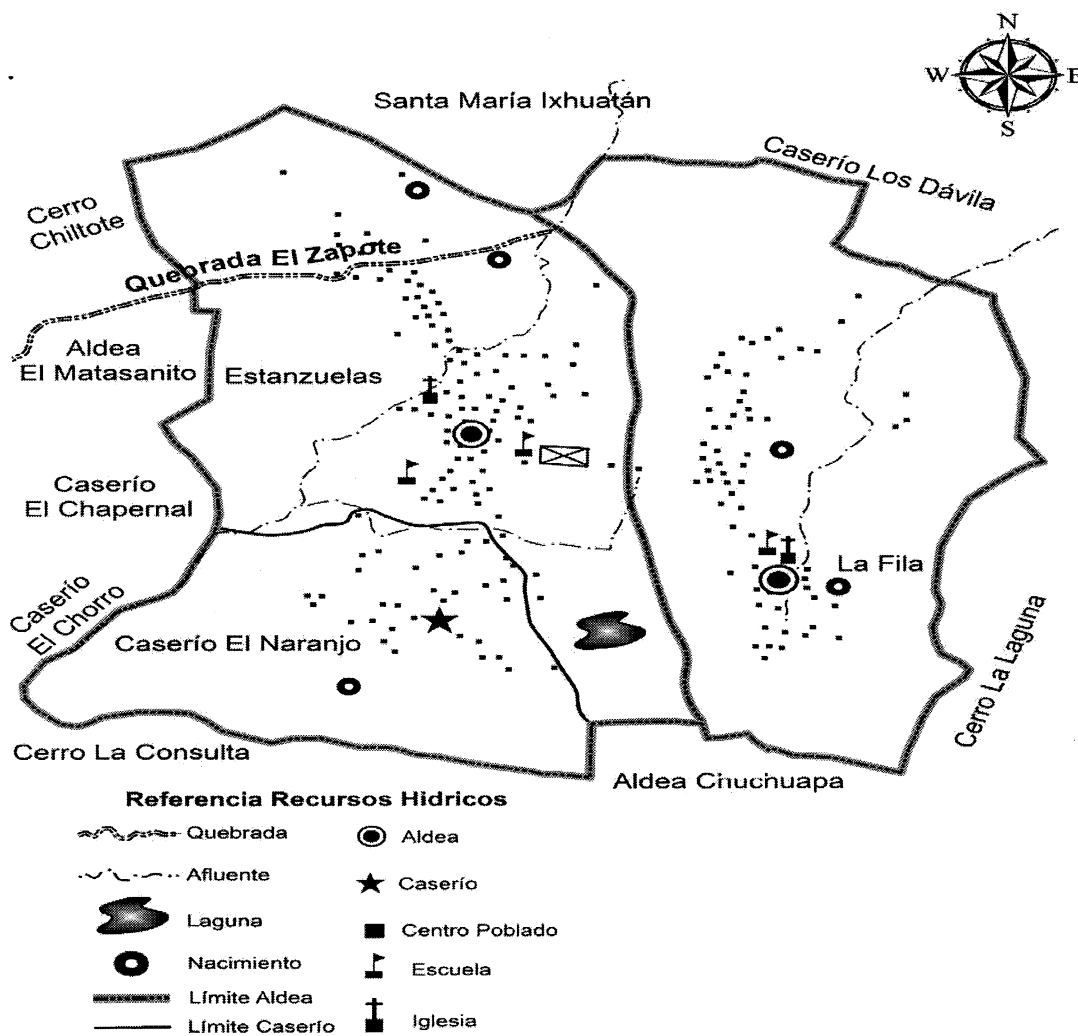 N
W E
S
Santa María Ixhuatán
Caserío Los Dávila
Cerro
Chiltote
Quebrada El Zapote
Aldea
El Matasanito
Estanzuelas
Caserío
El Chapernal
La Fila
Caserío
El Chorro
Caserío El Naranjo
Cerro La Laguna
Cerro La Consulta
Aldea Chuchuapa
Referencia Recursos Hidricos
Quebrada
Aldea
Afluente
Caserío
Laguna
Centro Poblado
Nacimiento
Escuela
Límite Aldea
Límite Caserío
Iglesia